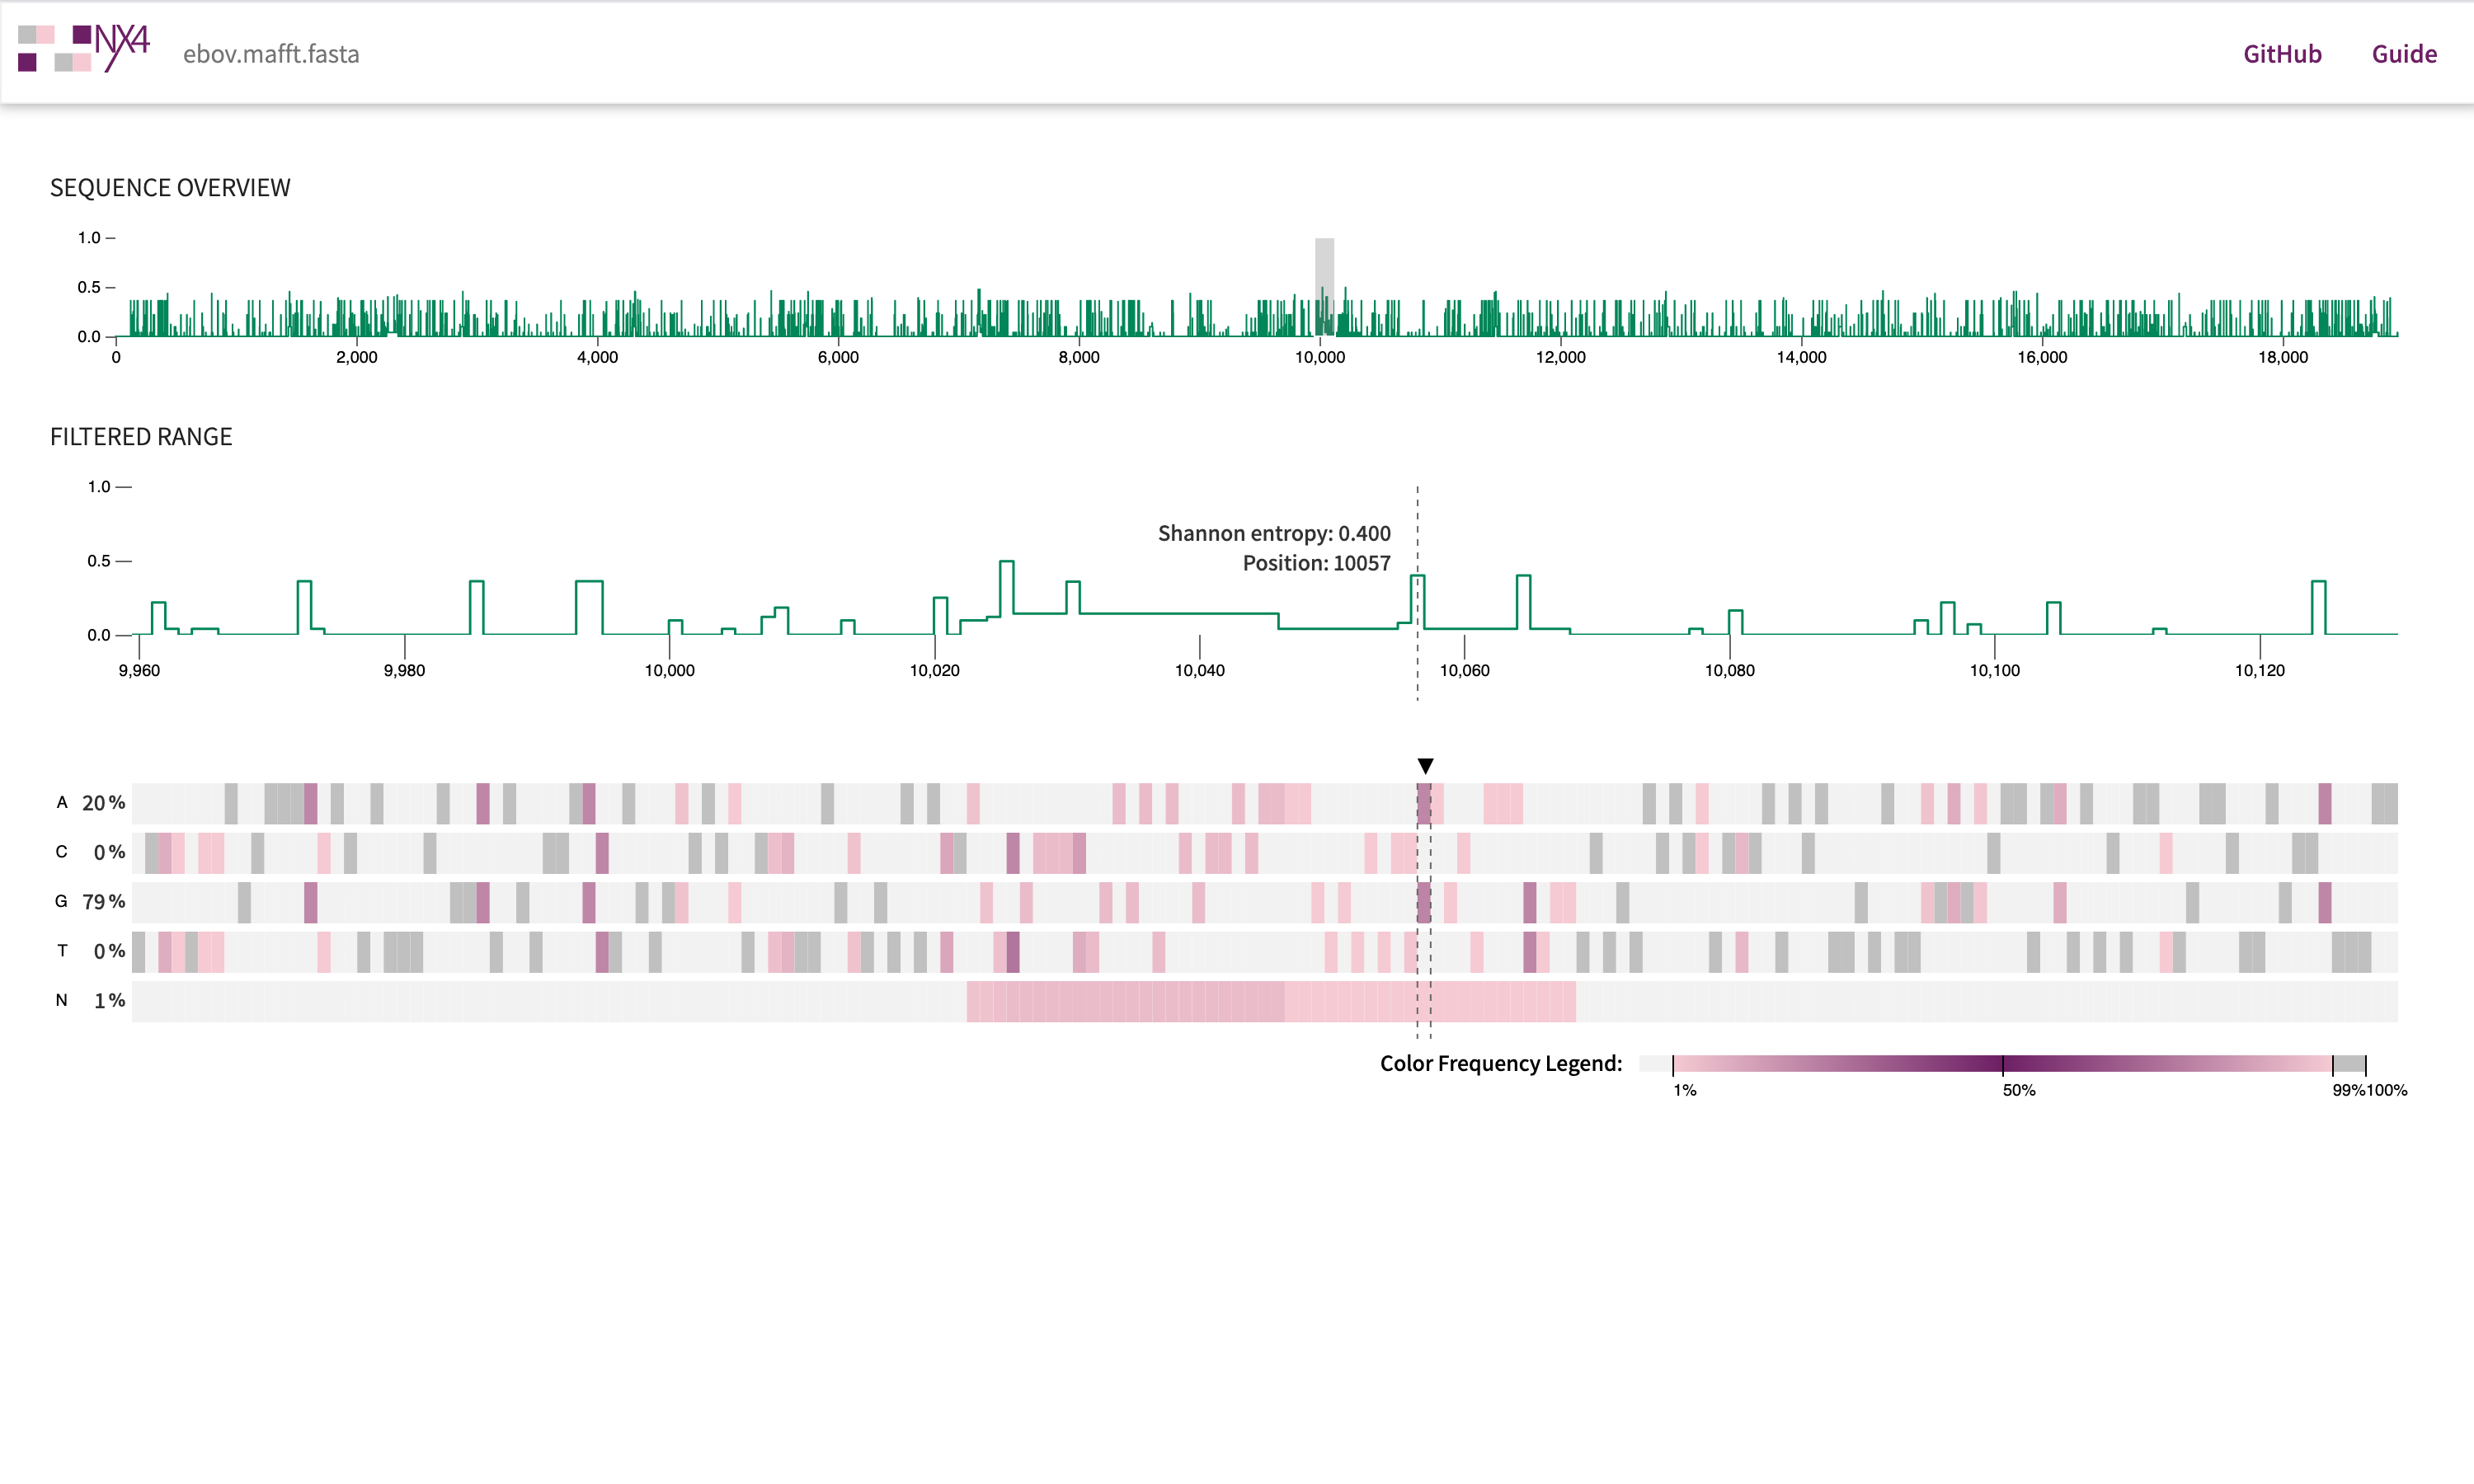 NX4
ebov.mafft.fasta
GitHub
Guide
SEQUENCE OVERVIEW
1.0
0.5
0.0
0 2,000 4,000 6,000 8,000 10,000 12,000 14,000 16,000 18,000
FILTERED RANGE
1.0
Shannon entropy: 0.400
0.5
Position: 10057
0.0
9,960 9,980 10,000 10,020 10,040 10,060 10,080 10,100 10,120
A 20%
C 0%
G 79%
T 0%
N 1%
Color Frequency Legend:
1% 50% 99%100%